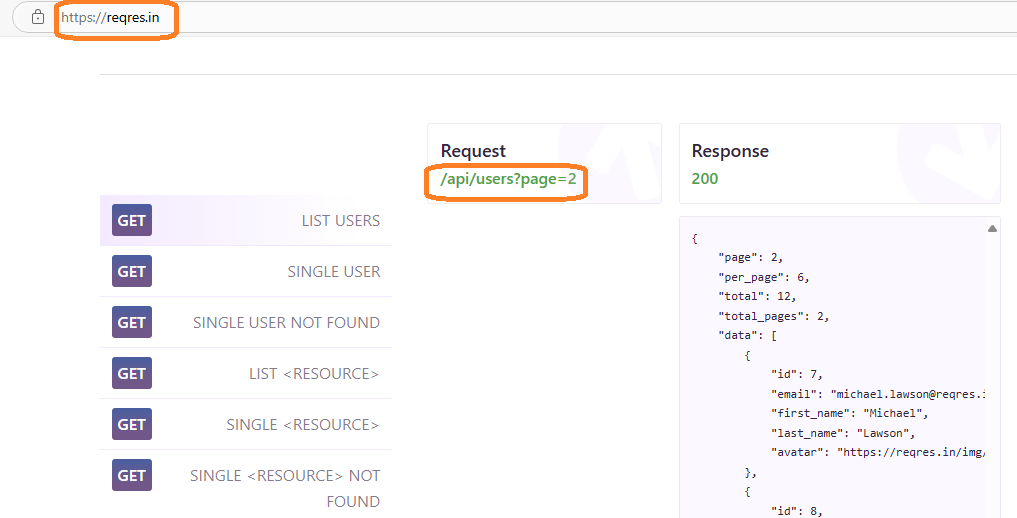 https://reqres.in
Request
/api/users?page=2
Response
200
GET LIST USERS
GET SINGLE USER
GET SINGLE USER NOT FOUND
GET LIST <RESOURCE>
GET SINGLE <RESOURCE>
GET SINGLE <RESOURCE> NOT
FOUND
{
"page": 2,
"per_page": 6,
"total": 12,
"total_pages": 2,
"data": [
{
"id": 7,
"email": "michael.lawson@reqres.i
"first_name": "Michael",
"last_name": "Lawson",
"avatar": "https://reqres.in/img/
},
{
"id": 8,